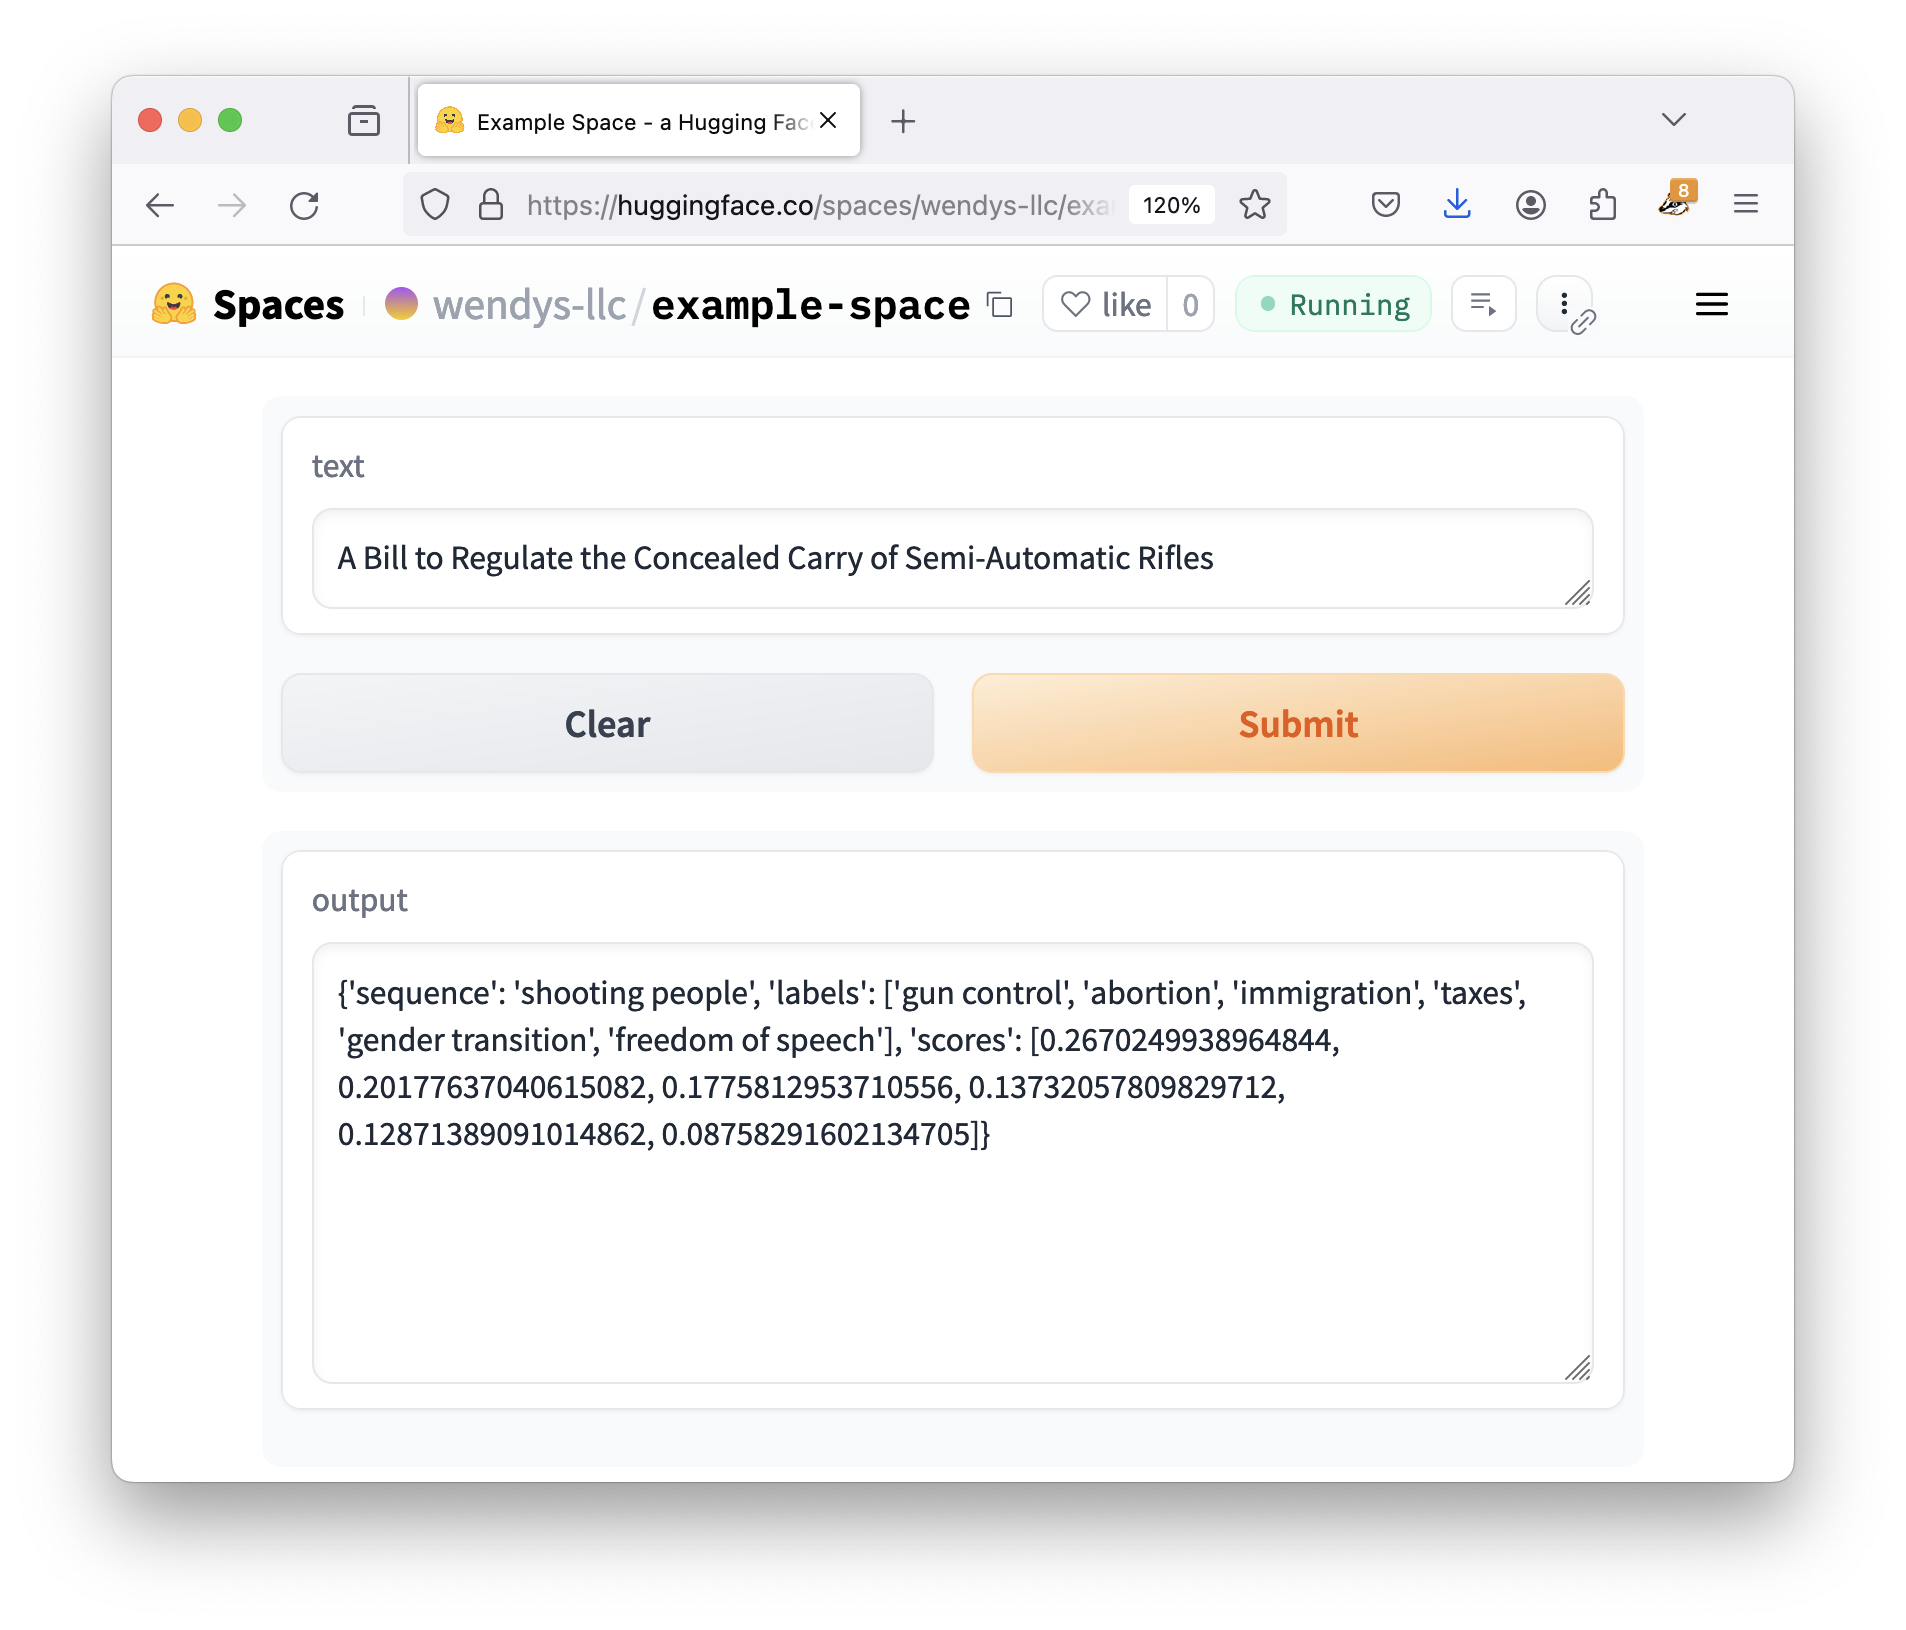 Example Space - a Hugging Fac
https://huggingface.co/spaces/wendys-llc/exa
120%
8
Spaces
wendys-llc/example-space
like
0
Running
text
A Bill to Regulate the Concealed Carry of Semi-Automatic Rifles
Clear
Submit
output
{'sequence': 'shooting people', 'labels': ['gun control', 'abortion', 'immigration', 'taxes',
'gender transition', 'freedom of speech'], 'scores': [0.2670249938964844,
0.20177637040615082, 0.1775812953710556, 0.13732057809829712,
0.12871389091014862, 0.08758291602134705]}